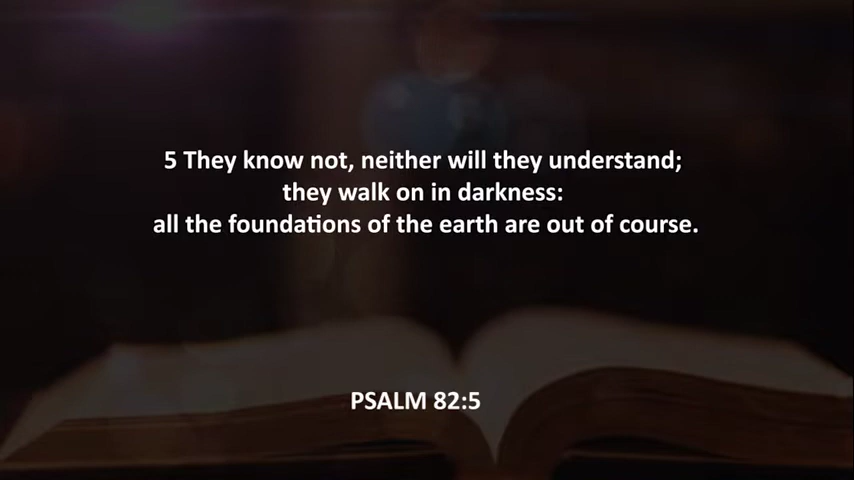 5 They know not, neither will they understand;
they walk on in darkness:
all the foundations of the earth are out of course.
PSALM 82:5